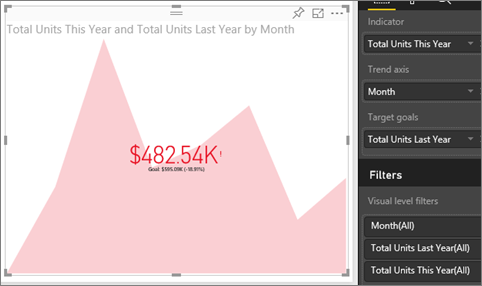 Total Units This Year and Total Units Last Year by Month
$482.54K!
Goal: $595.09K (-18.91%)
Indicator
Total Units This Year
Trend axis
Month
Target goals
Total Units Last Year
Filters
Visual level filters
Month(All)
Total Units Last Year(All)
Total Units This Year(All)